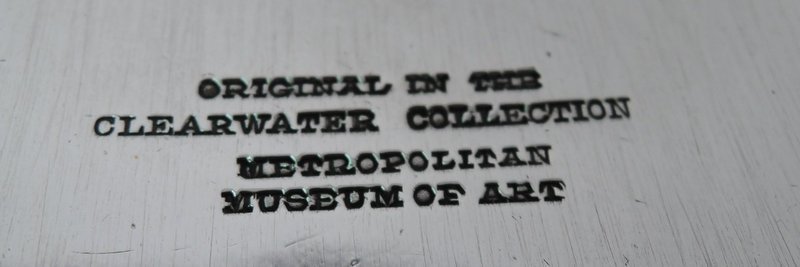 ORIGINAL IN THE
CLEARWATER COLLECTION
METROPOLITAN
MUSEUM OF ART